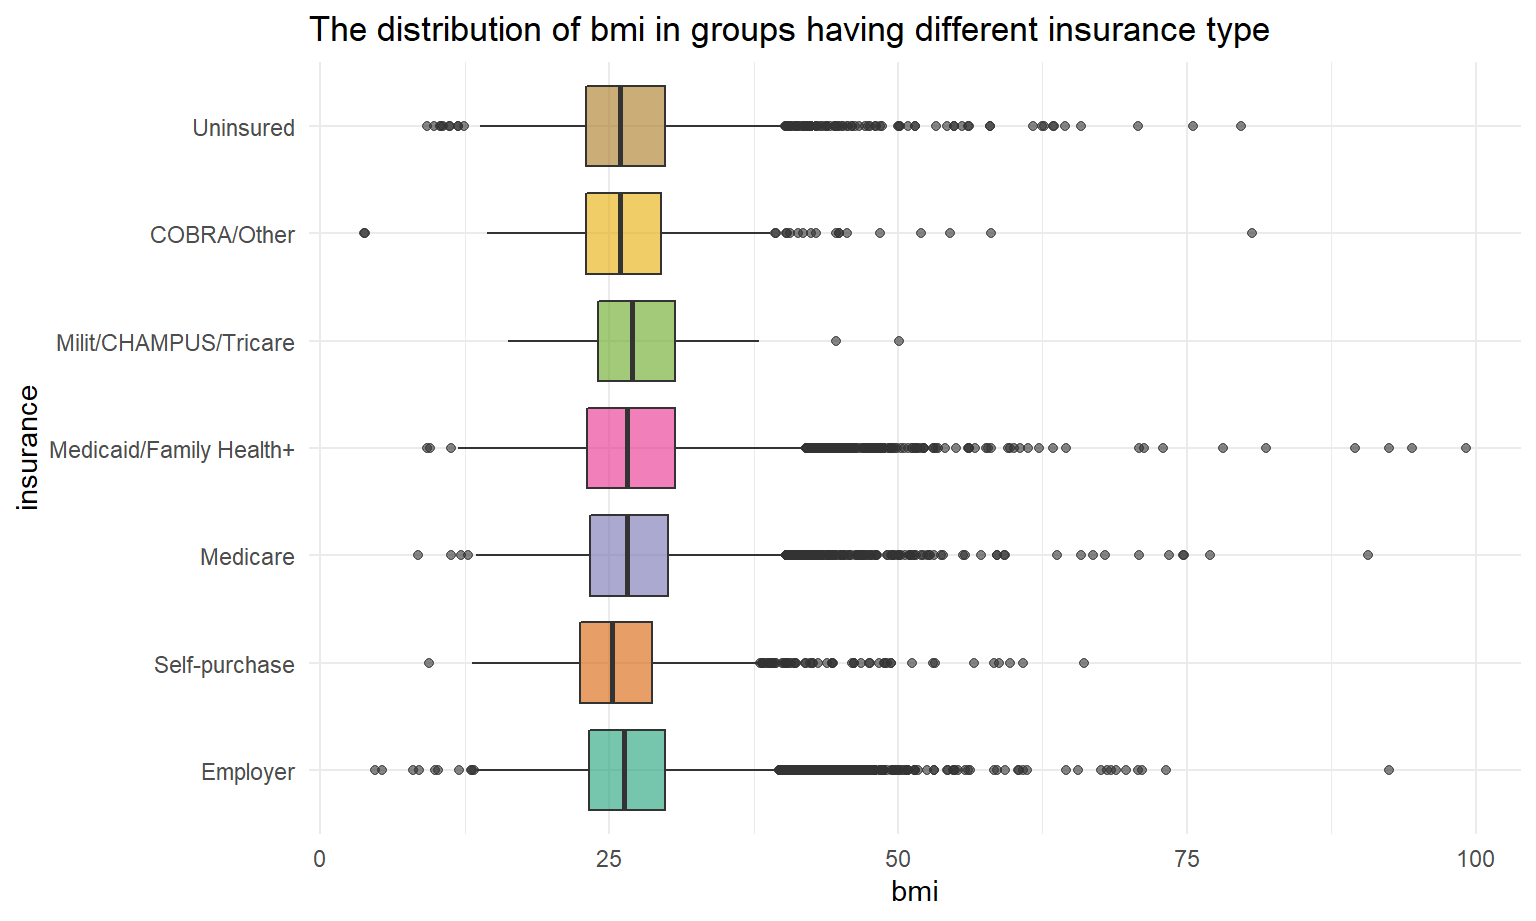 The distribution of bmi in groups having different insurance type
Uninsured
COBRA/Other
Milit/CHAMPUS/Tricare
Medicaid/Family Health+
Medicare
Self-purchase
Employer
insurance
0 25 50 75 100
bmi